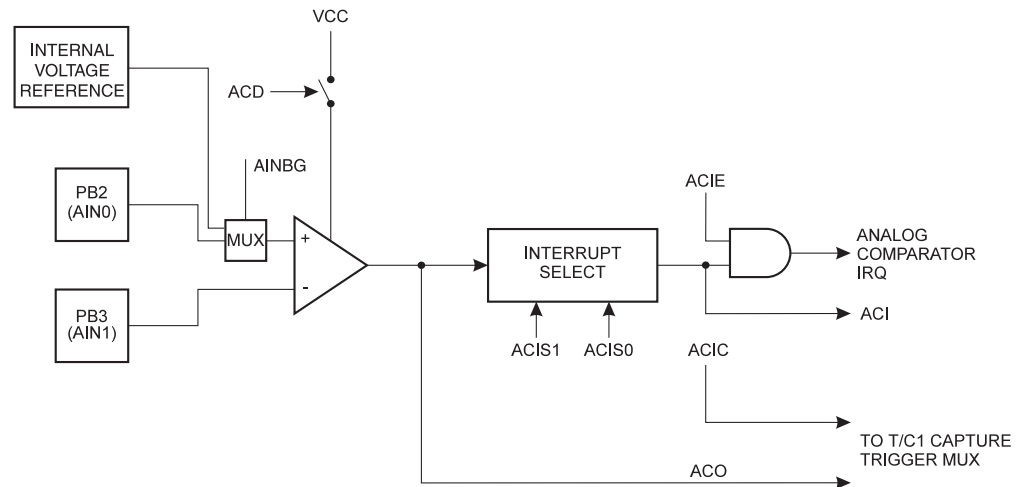 VCC
INTERNAL
VOLTAGE
REFERENCE
ACD
AINBG
PB2
(AIN0)
MUX
+
-
PB3
(AIN1)
INTERRUPT
SELECT
ACIS1
ACIS0
ACIE
ANALOG
COMPARATOR
IRQ
ACI
ACIC
TO T/C1 CAPTURE
TRIGGER MUX
ACO